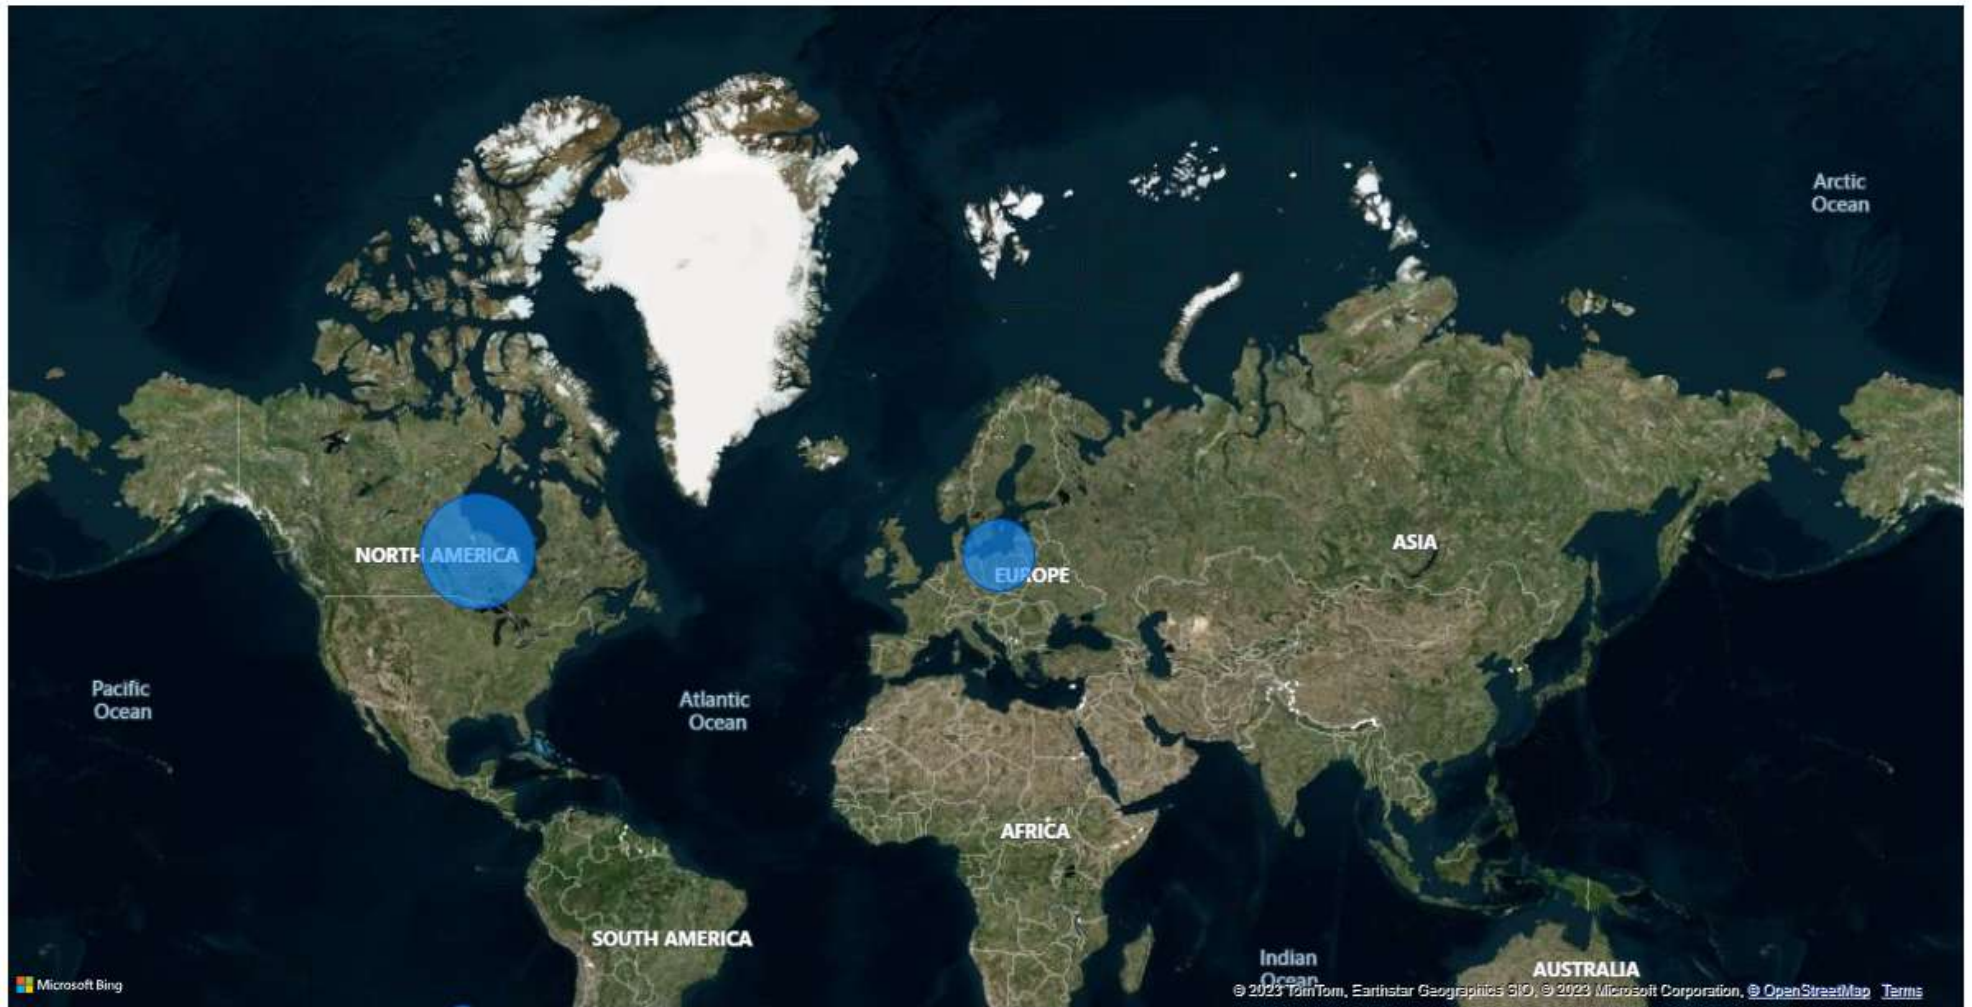 Arctic
Ocean
NORTH AMERICA
EUROPE
ASIA
Pacific
Ocean
Atlantic
Ocean
AFRICA
SOUTH AMERICA
Indian
Ocean
AUSTRALIA
Microsoft Bing
© 2023 TomTom, Earthstar Geographics SIO, © 2023 Microsoft Corporation, © OpenStreetMap Terms